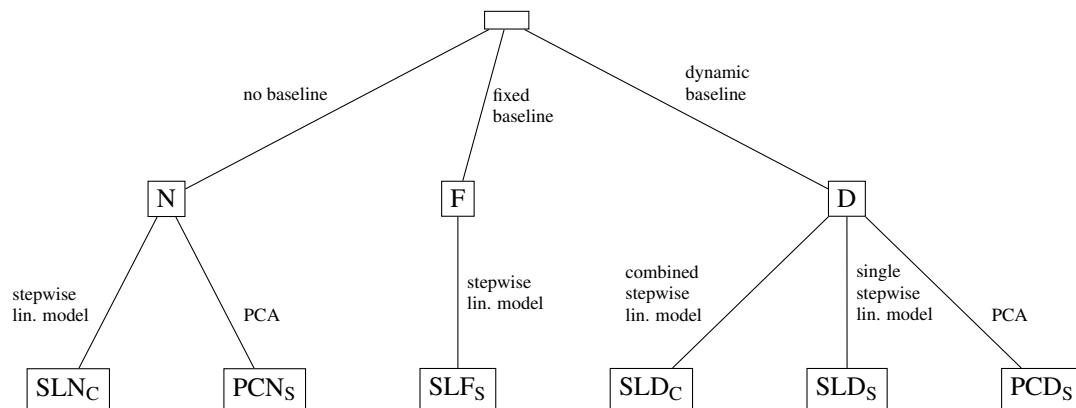 no baseline
fixed
baseline
dynamic
baseline
N
F
D
stepwise
lin. model
PCA
stepwise
lin. model
combined
stepwise
lin. model
single
stepwise
lin. model
PCA
SLN_C
PCN_S
SLF_S
SLD_C
SLD_S
PCD_S